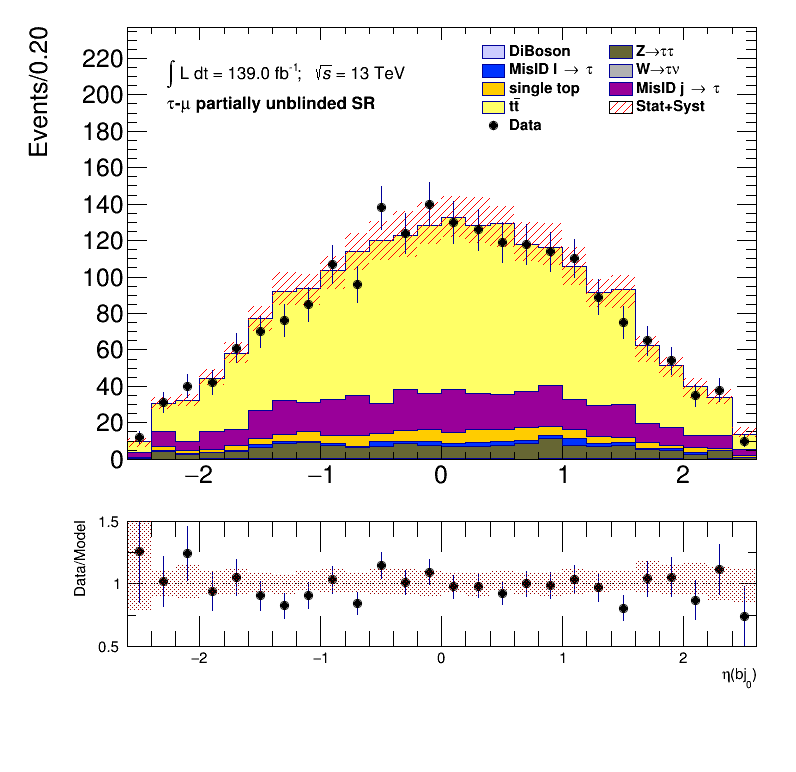 Events/0.20
220
200
180
160
140
120
100
80
60
40
20
0
∫ L dt = 139.0 fb⁻¹; √s = 13 TeV
τ-μ partially unblinded SR
DiBoson
Z→ττ
MisID l → τ
W→τν
single top
MisID j → τ
tt̄
Stat+Syst
Data
−2 −1 0 1 2
Data/Model
1.5
1
0.5
−2 −1 0 1 2
η(bj₀)